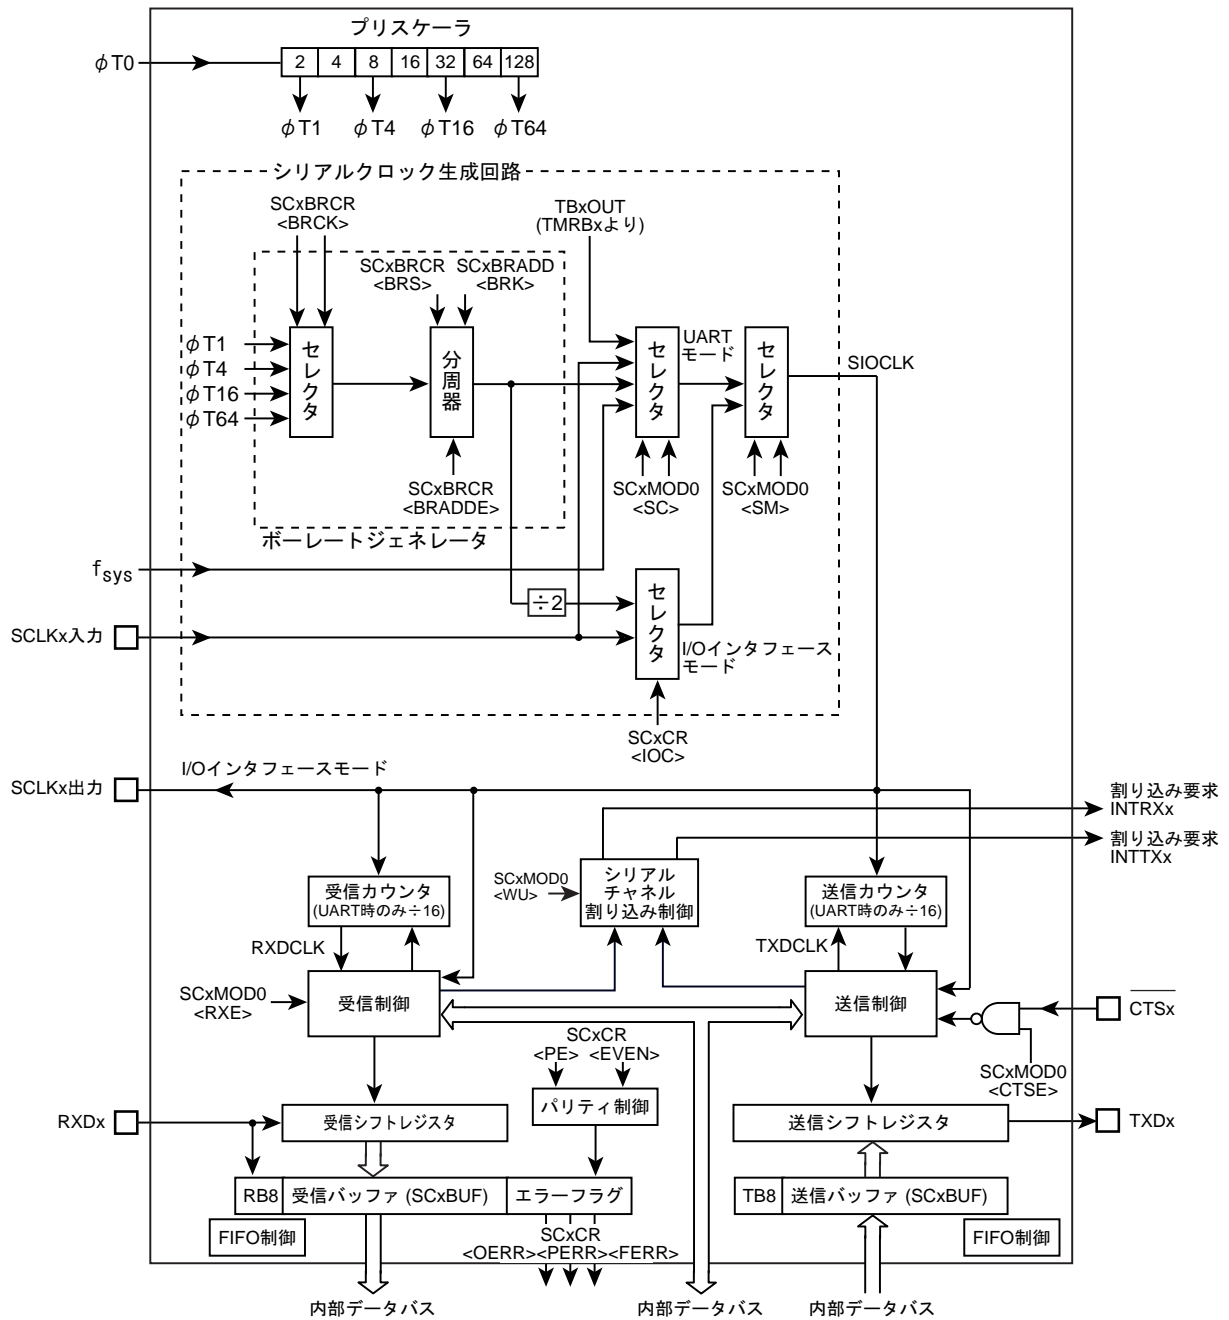 プリスケーラ
φT0
2 4 8 16 32 64 128
φT1 φT4 φT16 φT64
シリアルクロック生成回路
SCxBRCR
<BRCK>
TBxOUT
(TMRBxより)
SCxBRCR
<BRS>
SCxBRADD
<BRK>
φT1
φT4
φT16
φT64
セレクタ
分周器
セレクタ
UART
モード
セレクタ
SIOCLK
SCxBRCR
<BRADDE>
SCxMOD0
<SC>
SCxMOD0
<SM>
ボーレートジェネレータ
fsys
÷2
セレクタ
SCLKx入力
I/Oインタフェース
モード
SCxCR
<IOC>
I/Oインタフェースモード
SCLKx出力
割り込み要求
INTRXx
割り込み要求
INTTXx
受信カウンタ
(UART時のみ÷16)
SCxMOD0
<WU>
シリアル
チャネル
割り込み制御
送信カウンタ
(UART時のみ÷16)
RXDCLK
TXDCLK
SCxMOD0
<RXE>
受信制御
送信制御
CTSx
SCxMOD0
<CTSE>
SCxCR
<PE> <EVEN>
パリティ制御
RXDx
受信シフトレジスタ
送信シフトレジスタ
TXDx
RB8 受信バッファ (SCxBUF) エラーフラグ
TB8 送信バッファ (SCxBUF)
FIFO制御
SCxCR
<OERR><PERR><FERR>
FIFO制御
内部データバス
内部データバス
内部データバス